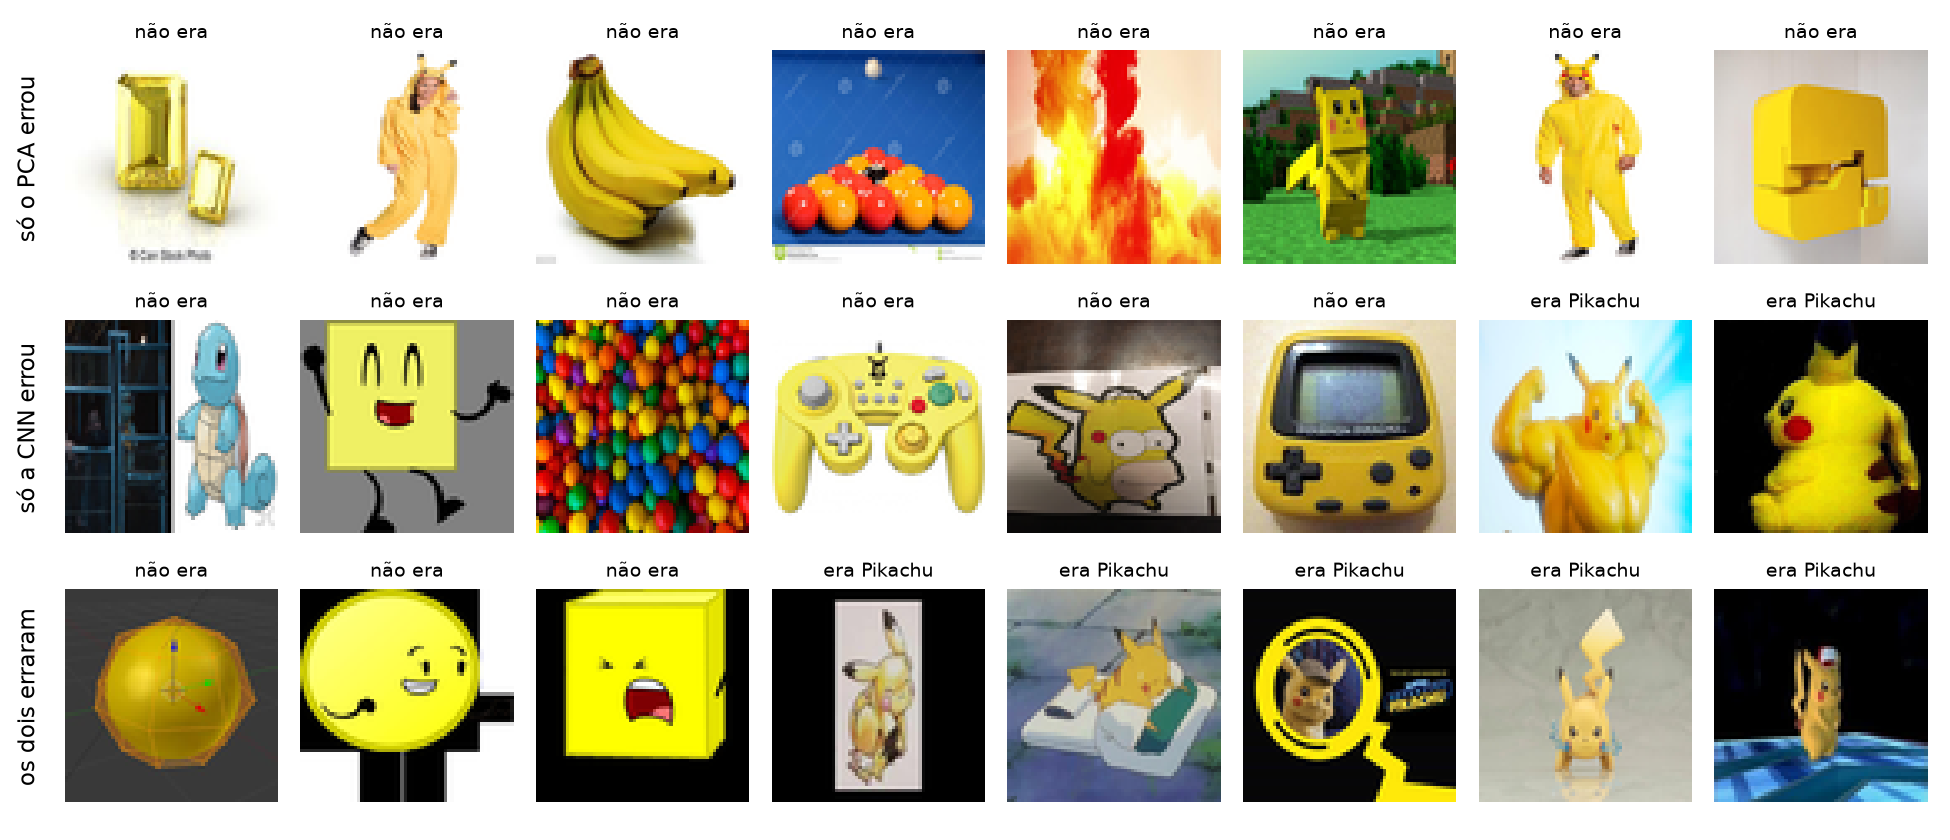 não era não era não era não era não era não era não era não era
só o PCA errou
© Can Stock Photo
não era não era não era não era não era não era era Pikachu era Pikachu
só a CNN errou
não era não era não era era Pikachu era Pikachu era Pikachu era Pikachu era Pikachu
os dois erraram